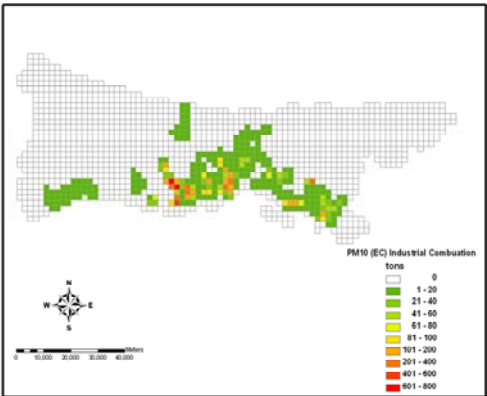 PM10 (EC) Industrial Combuation
tons
0
1 - 20
21 - 40
41 - 60
61 - 80
81 - 100
101 - 200
201 - 400
401 - 600
601 - 800
N
W E
S
Meters
0 10,000 20,000 30,000 40,000